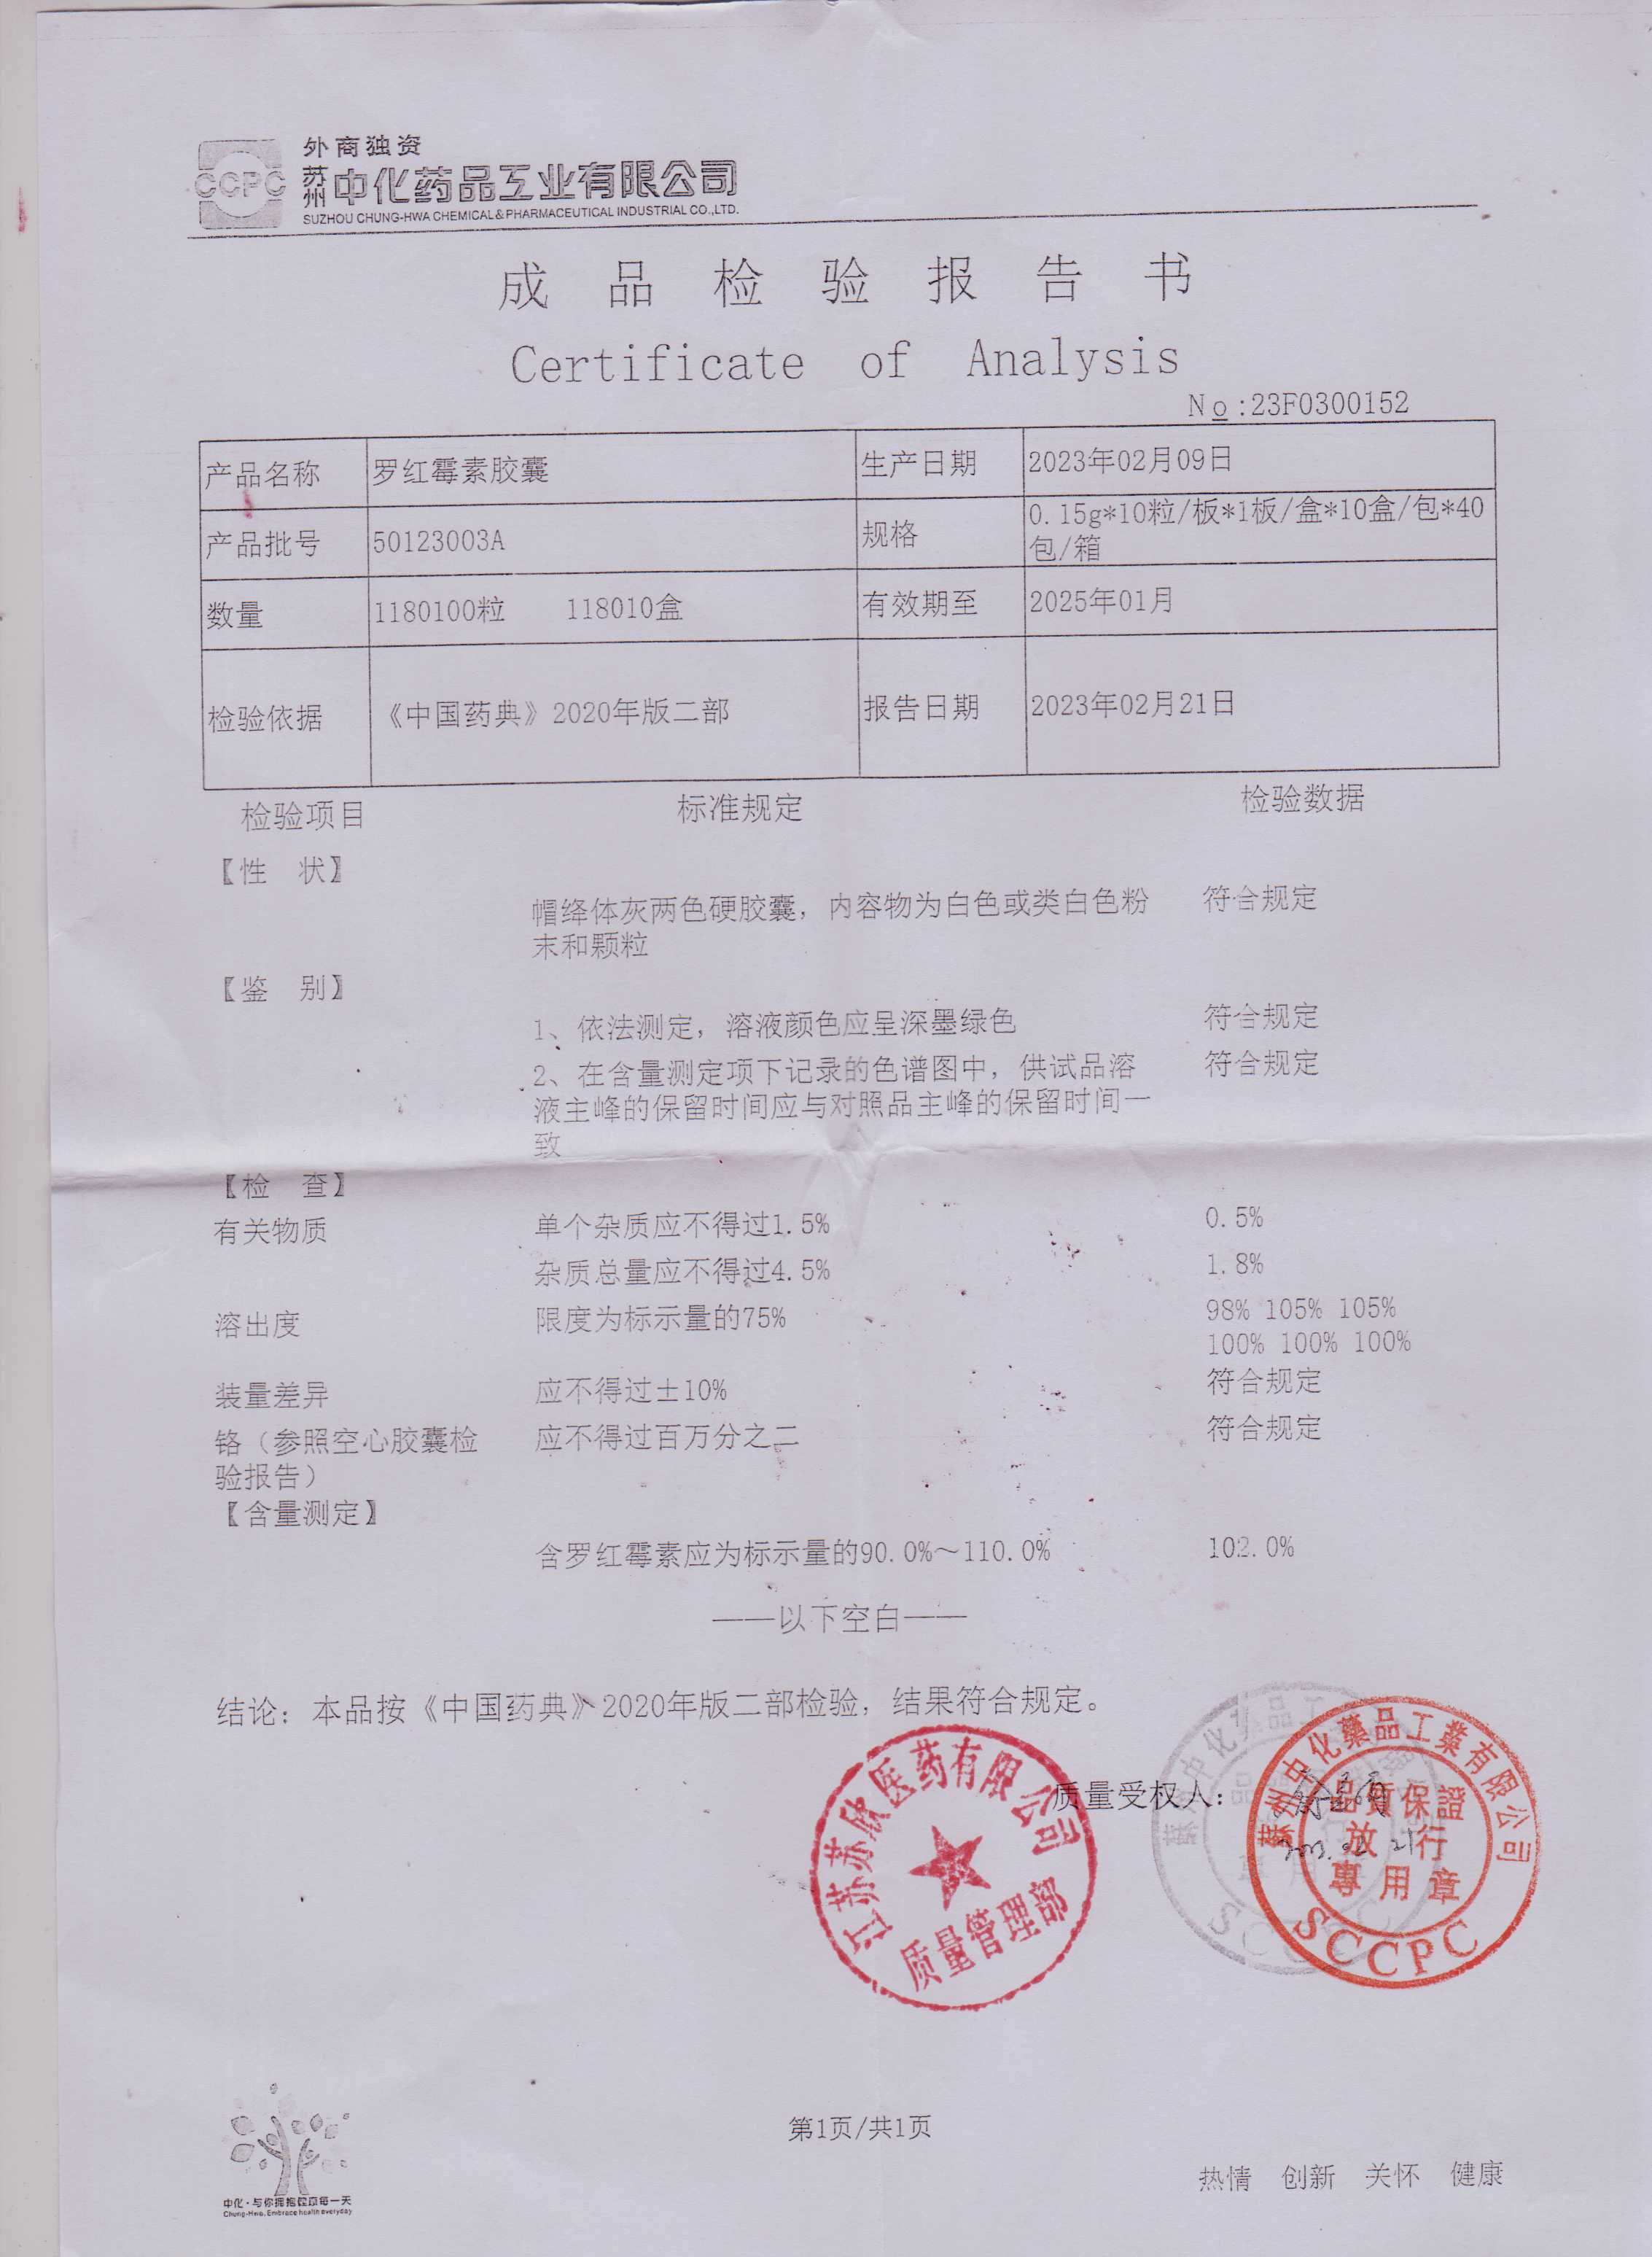 外商独资
CCPC 苏州中化药品工业有限公司
SUZHOU CHUNG-HWA CHEMICAL & PHARMACEUTICAL INDUSTRIAL CO.,LTD.
成品检验报告书
Certificate of Analysis
No:23F0300152
产品名称 罗红霉素胶囊 生产日期 2023年02月09日
产品批号 50123003A 规格 0.15g*10粒/板*1板/盒*10盒/包*40
包/箱
数量 1180100粒 118010盒 有效期至 2025年01月
检验依据 《中国药典》2020年版二部 报告日期 2023年02月21日
检验项目 标准规定 检验数据
【性 状】
帽绛体灰两色硬胶囊，内容物为白色或类白色粉 符合规定
末和颗粒
【鉴 别】
1、依法测定，溶液颜色应呈深墨绿色 符合规定
2、在含量测定项下记录的色谱图中，供试品溶 符合规定
液主峰的保留时间应与对照品主峰的保留时间一
致
【检 查】
有关物质 单个杂质应不得过1.5% 0.5%
杂质总量应不得过4.5% 1.8%
溶出度 限度为标示量的75% 98% 105% 105%
100% 100% 100%
装量差异 应不得过±10% 符合规定
铬（参照空心胶囊检 应不得过百万分之二 符合规定
验报告）
【含量测定】
含罗红霉素应为标示量的90.0%～110.0% 102.0%
——以下空白——
结论：本品按《中国药典》2020年版二部检验，结果符合规定。
质量受权人：
江苏苏欣医药有限公司
质量管理部
蘇州中化藥品工業有限公司
品質保證
放行
專用章
SCCPC
第1页/共1页
热情 创新 关怀 健康
中化·与你拥抱健康每一天
Chung-Hwa. Embrace health everyday